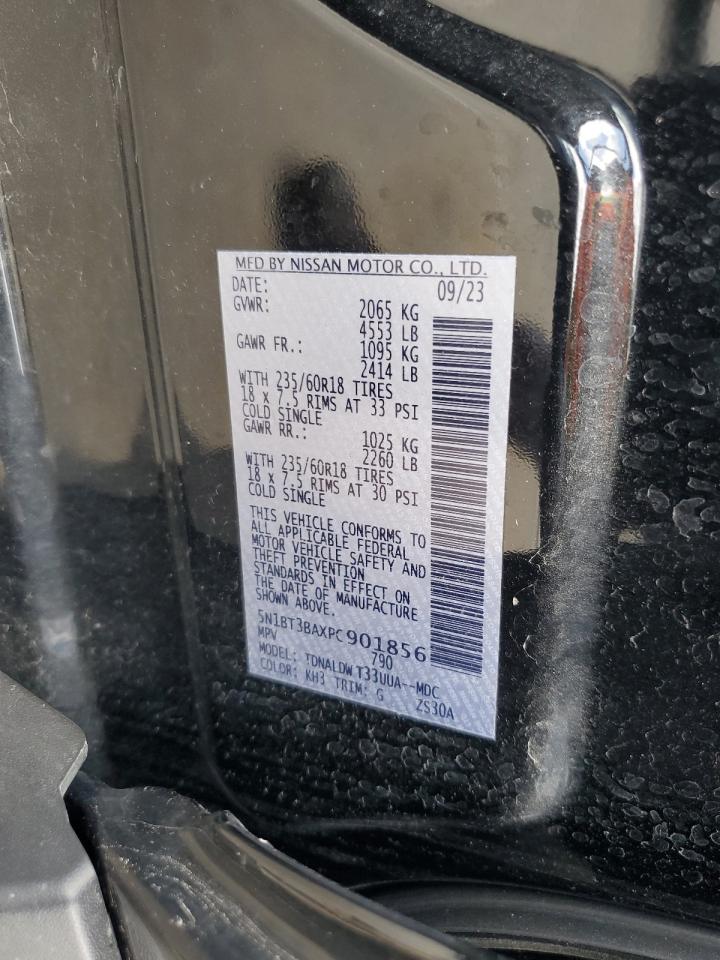 MFD BY NISSAN MOTOR CO., LTD.
DATE: 09/23
GVWR: 2065 KG
4553 LB
GAWR FR.: 1095 KG
2414 LB
WITH 235/60R18 TIRES
18 x 7.5 RIMS AT 33 PSI
COLD SINGLE
GAWR RR.: 1025 KG
2260 LB
WITH 235/60R18 TIRES
18 x 7.5 RIMS AT 30 PSI
COLD SINGLE
THIS VEHICLE CONFORMS TO
ALL APPLICABLE FEDERAL
MOTOR VEHICLE SAFETY AND
THEFT PREVENTION
STANDARDS IN EFFECT ON
THE DATE OF MANUFACTURE
SHOWN ABOVE.
5N1BT3BAXPC901856
MPV 790
MODEL: TDNALDW T33UUA--MDC
COLOR: KH3 TRIM: G ZS30A